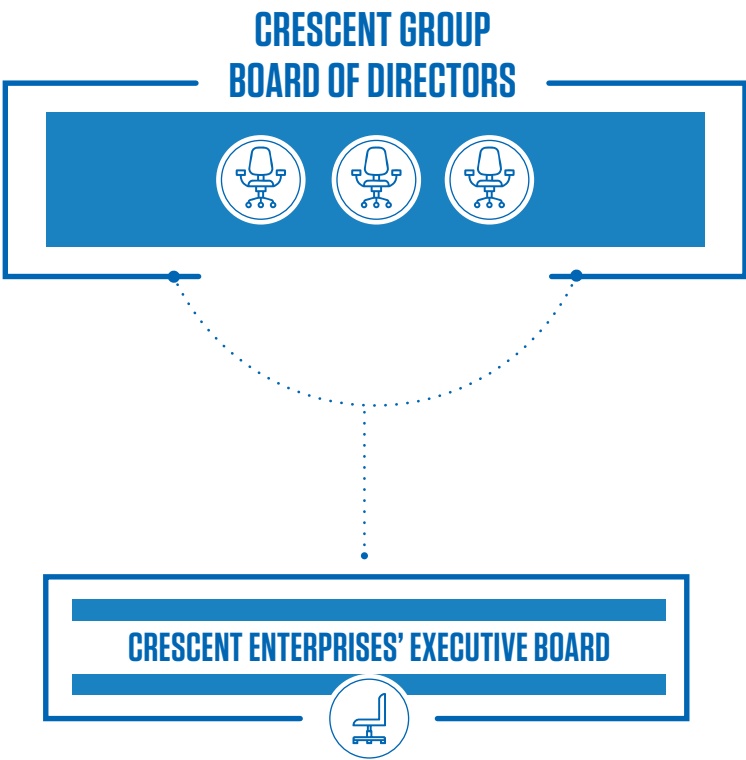 CRESCENT GROUP
BOARD OF DIRECTORS
CRESCENT ENTERPRISES’ EXECUTIVE BOARD